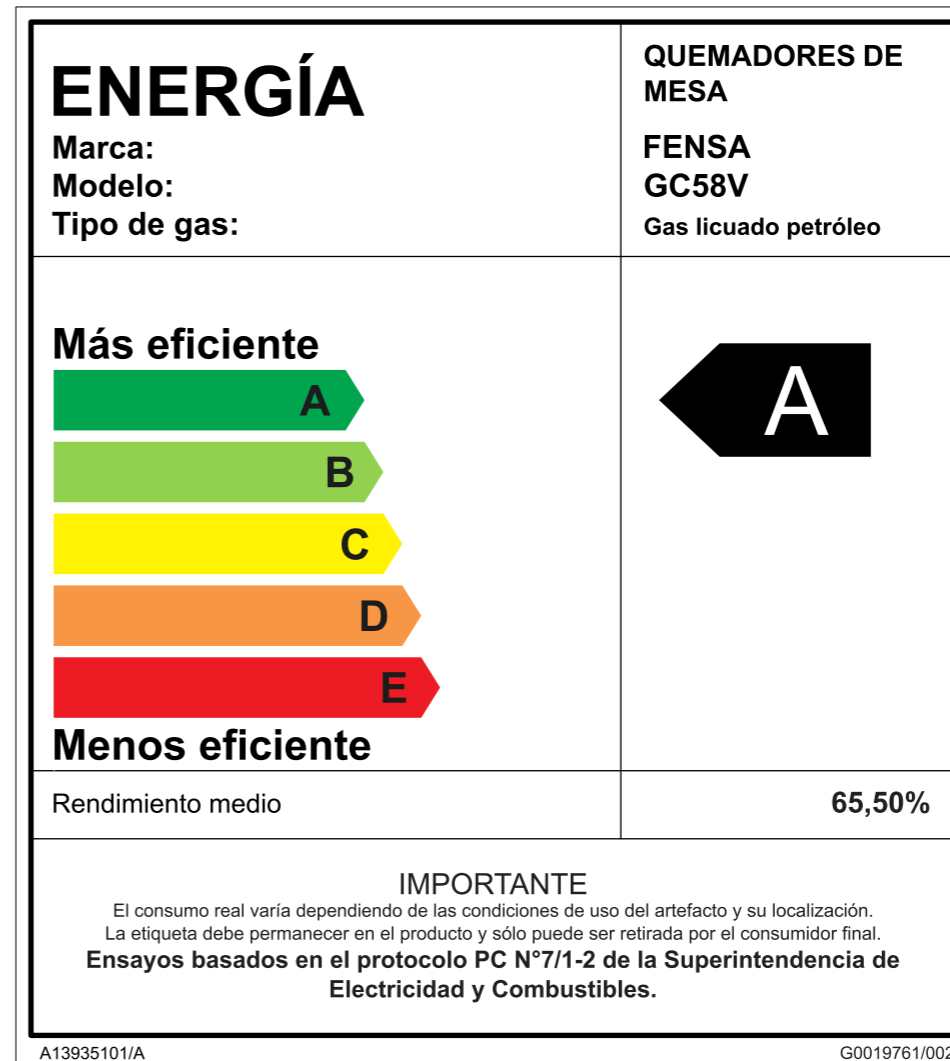 ENERGÍA
QUEMADORES DE
MESA
Marca:
FENSA
Modelo:
GC58V
Tipo de gas:
Gas licuado petróleo
Más eficiente
A
A
B
C
D
E
Menos eficiente
Rendimiento medio
65,50%
IMPORTANTE
El consumo real varía dependiendo de las condiciones de uso del artefacto y su localización.
La etiqueta debe permanecer en el producto y sólo puede ser retirada por el consumidor final.
Ensayos basados en el protocolo PC N°7/1-2 de la Superintendencia de
Electricidad y Combustibles.
A13935101/A
G0019761/002